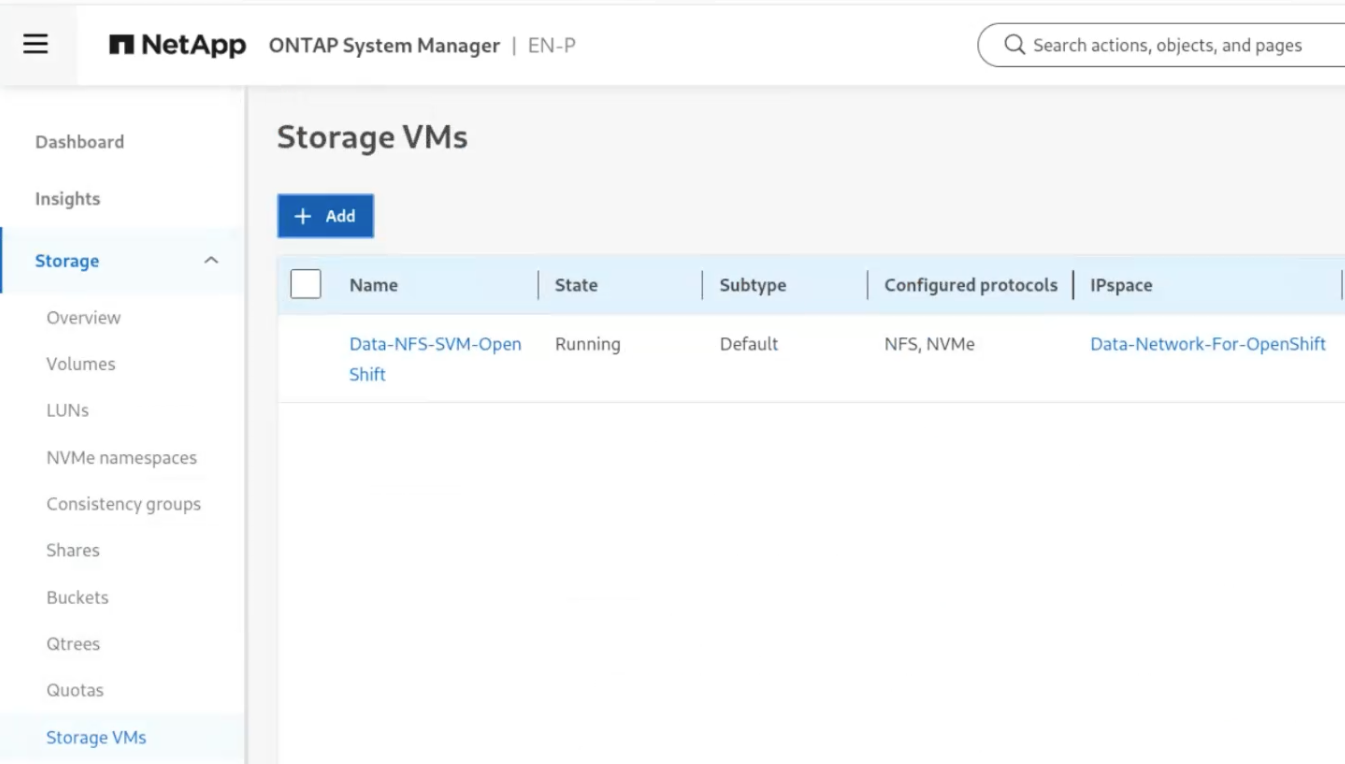 NetApp ONTAP System Manager | EN-P
Search actions, objects, and pages
Dashboard
Insights
Storage
Overview
Volumes
LUNs
NVMe namespaces
Consistency groups
Shares
Buckets
Qtrees
Quotas
Storage VMs
Storage VMs
+ Add
Name State Subtype Configured protocols IPspace
Data-NFS-SVM-Open Running Default NFS, NVMe Data-Network-For-OpenShift
Shift